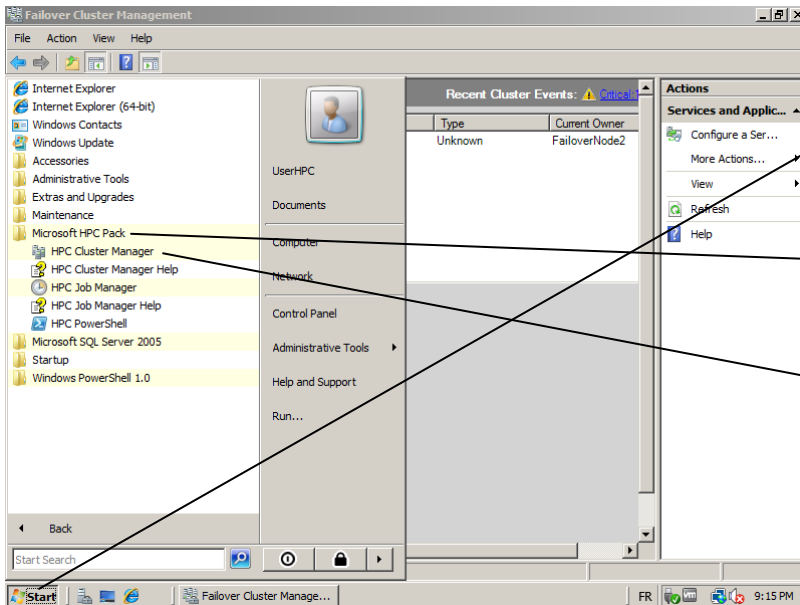 Failover Cluster Management
File Action View Help
Internet Explorer
Internet Explorer (64-bit)
Windows Contacts
Windows Update
Accessories
Administrative Tools
Extras and Upgrades
Maintenance
Microsoft HPC Pack
HPC Cluster Manager
HPC Cluster Manager Help
HPC Job Manager
HPC Job Manager Help
HPC PowerShell
Microsoft SQL Server 2005
Startup
Windows PowerShell 1.0
Back
Start Search
UserHPC
Documents
Computer
Network
Control Panel
Administrative Tools
Help and Support
Run...
Recent Cluster Events: Critical:
Type Current Owner
Unknown FailoverNode2
Actions
Services and Applic...
Configure a Ser...
More Actions...
View
Refresh
Help
Start
Failover Cluster Manage...
FR
9:15 PM